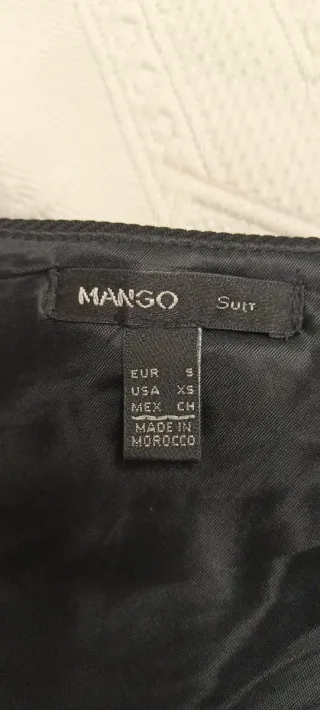 MANGO Suit
EUR S
USA XS
MEX CH
MADE IN
MOROCCO